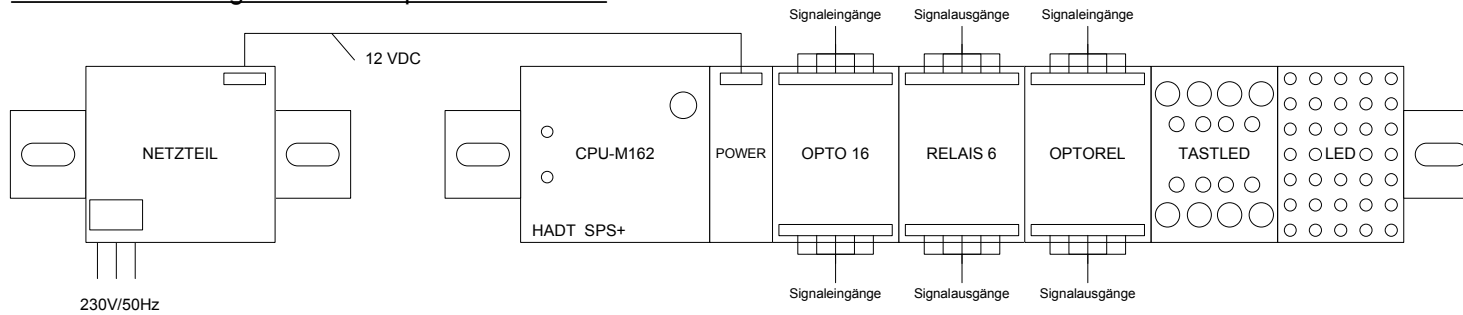 Signaleingänge
Signalausgänge
Signaleingänge
12 VDC
NETZTEIL
CPU-M162
POWER
OPTO 16
RELAIS 6
OPTOREL
TASTLED
LED
HADT SPS+
230V/50Hz
Signaleingänge
Signalausgänge
Signalausgänge